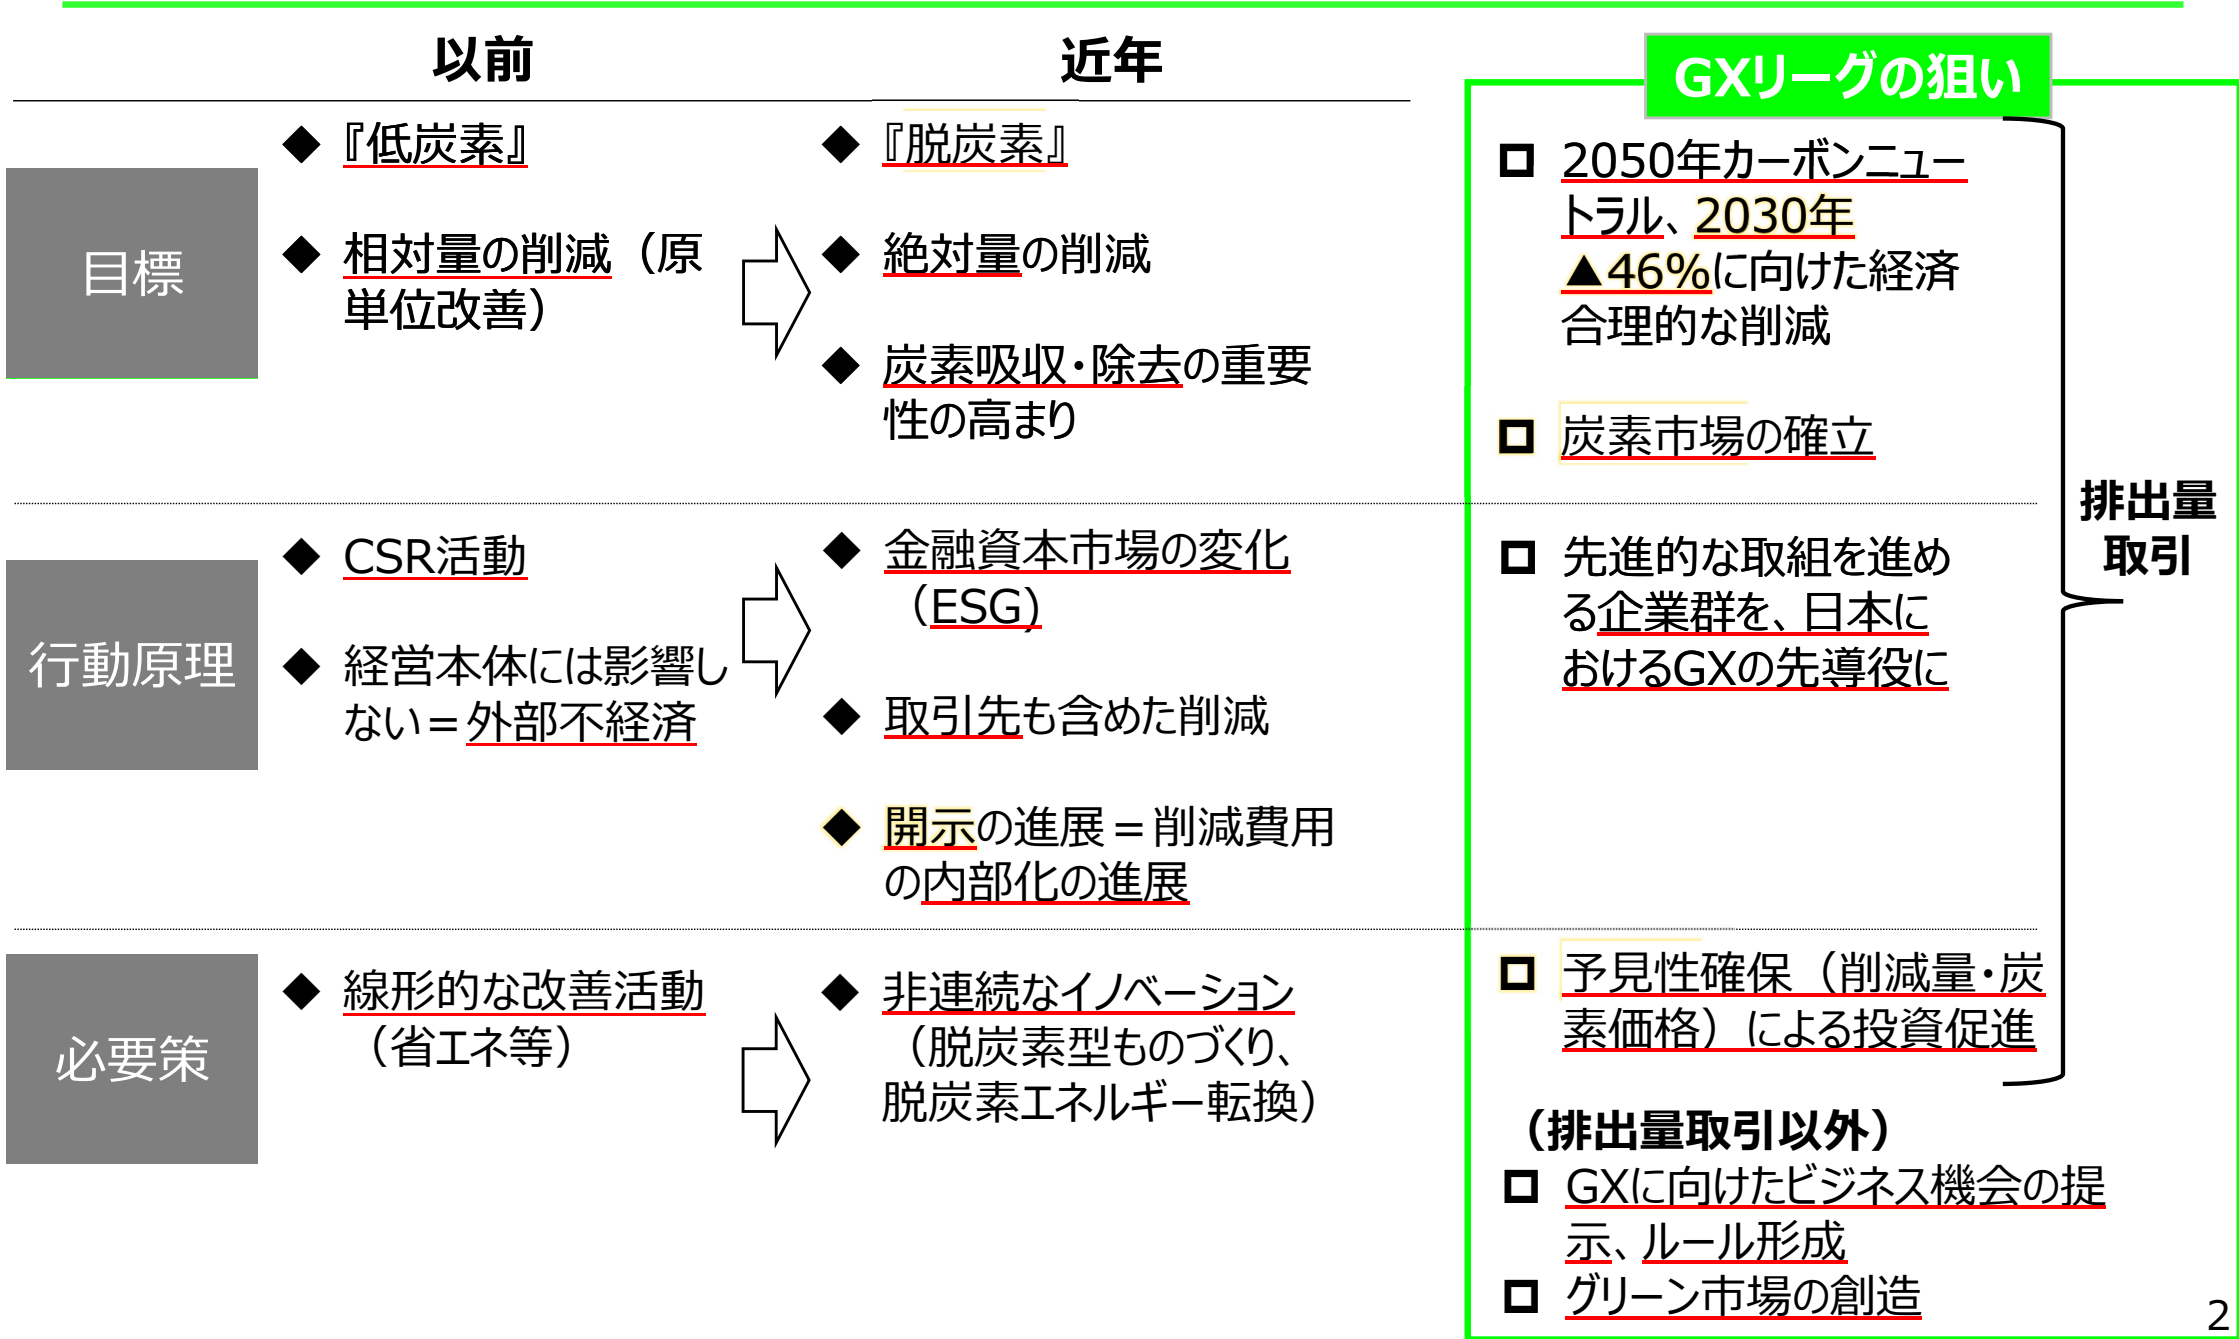 以前
近年
GXリーグの狙い
目標
◆ 『低炭素』
◆ 相対量の削減（原
単位改善）
◆ 『脱炭素』
◆ 絶対量の削減
◆ 炭素吸収・除去の重要
性の高まり
2050年カーボンニュー
トラル、2030年
▲46%に向けた経済
合理的な削減
炭素市場の確立
行動原理
◆ CSR活動
◆ 経営本体には影響し
ない＝外部不経済
◆ 金融資本市場の変化
（ESG)
◆ 取引先も含めた削減
◆ 開示の進展＝削減費用
の内部化の進展
先進的な取組を進め
る企業群を、日本に
おけるGXの先導役に
排出量
取引
必要策
◆ 線形的な改善活動
（省エネ等）
◆ 非連続なイノベーション
（脱炭素型ものづくり、
脱炭素エネルギー転換）
予見性確保（削減量・炭
素価格）による投資促進
（排出量取引以外）
GXに向けたビジネス機会の提
示、ルール形成
グリーン市場の創造
2